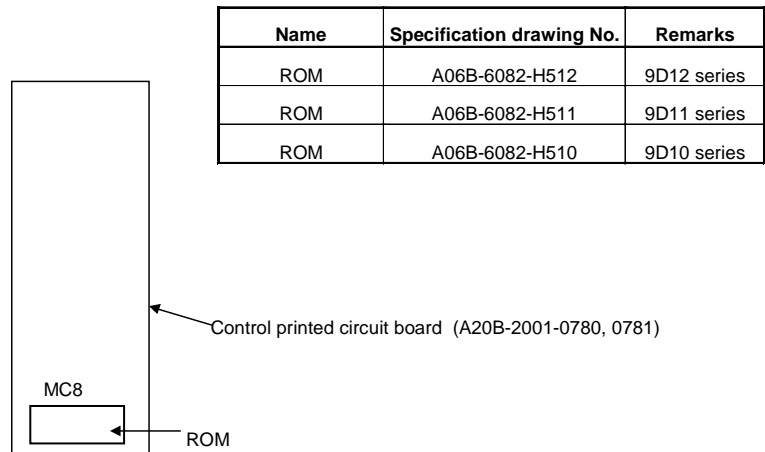 Name Specification drawing No. Remarks
ROM A06B-6082-H512 9D12 series
ROM A06B-6082-H511 9D11 series
ROM A06B-6082-H510 9D10 series
Control printed circuit board (A20B-2001-0780, 0781)
MC8
ROM